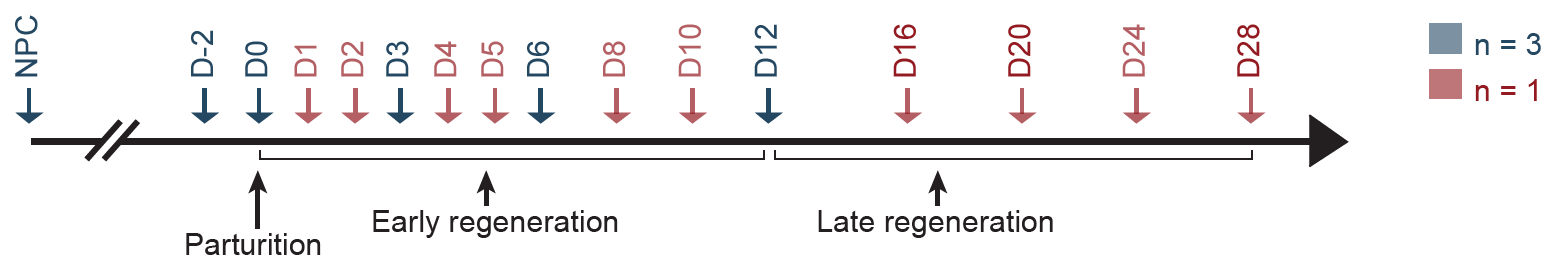 NPC
D-2
D0
D1
D2
D3
D4
D5
D6
D8
D10
D12
D16
D20
D24
D28
n = 3
n = 1
Parturition
Early regeneration
Late regeneration